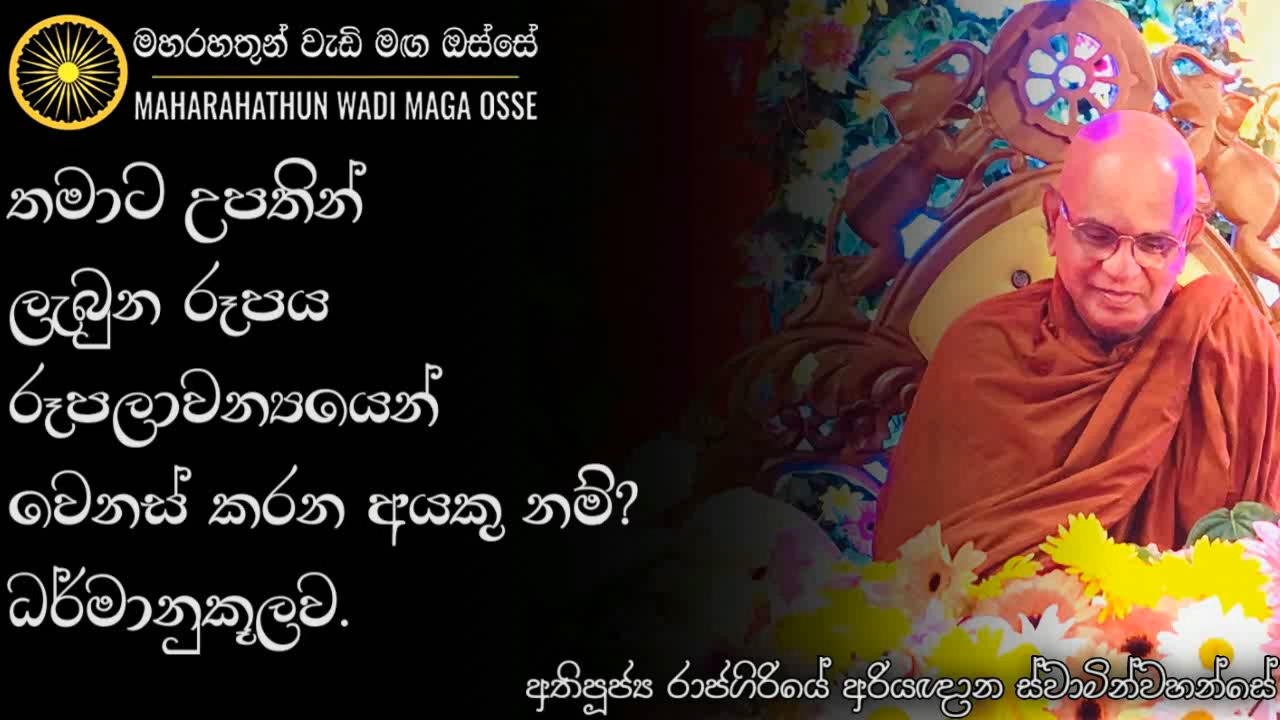 මහරහතුන් වැඩි මඟ ඔස්සේ
MAHARAHATHUN WADI MAGA OSSE
තමාට උපතින්
ලැබුන රූපය
රූපලාවන්‍යයෙන්
වෙනස් කරන අයකු නම්?
ධර්මානුකූලව.
අතිපූජ්‍ය රාජගිරියේ අරියඥාන ස්වාමින්වහන්සේ